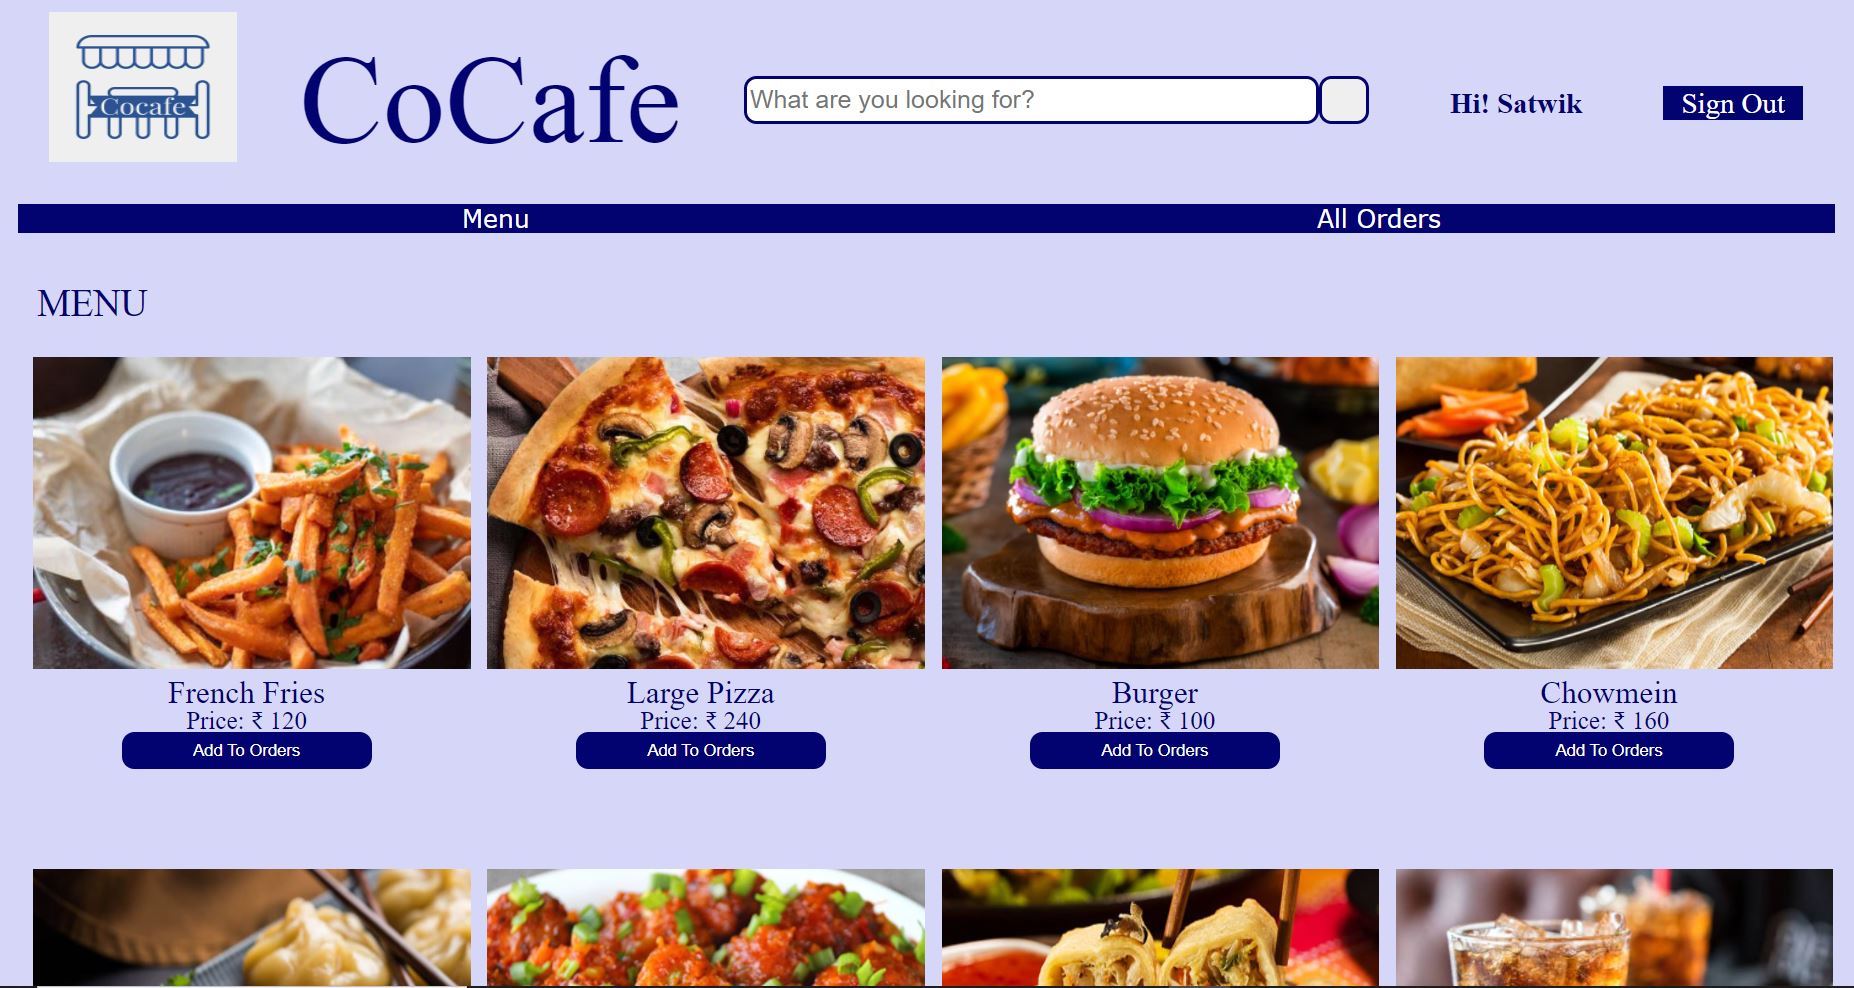 Cocafe
CoCafe
What are you looking for?
Hi! Satwik
Sign Out
Menu
All Orders
MENU
French Fries
Price: ₹ 120
Add To Orders
Large Pizza
Price: ₹ 240
Add To Orders
Burger
Price: ₹ 100
Add To Orders
Chowmein
Price: ₹ 160
Add To Orders